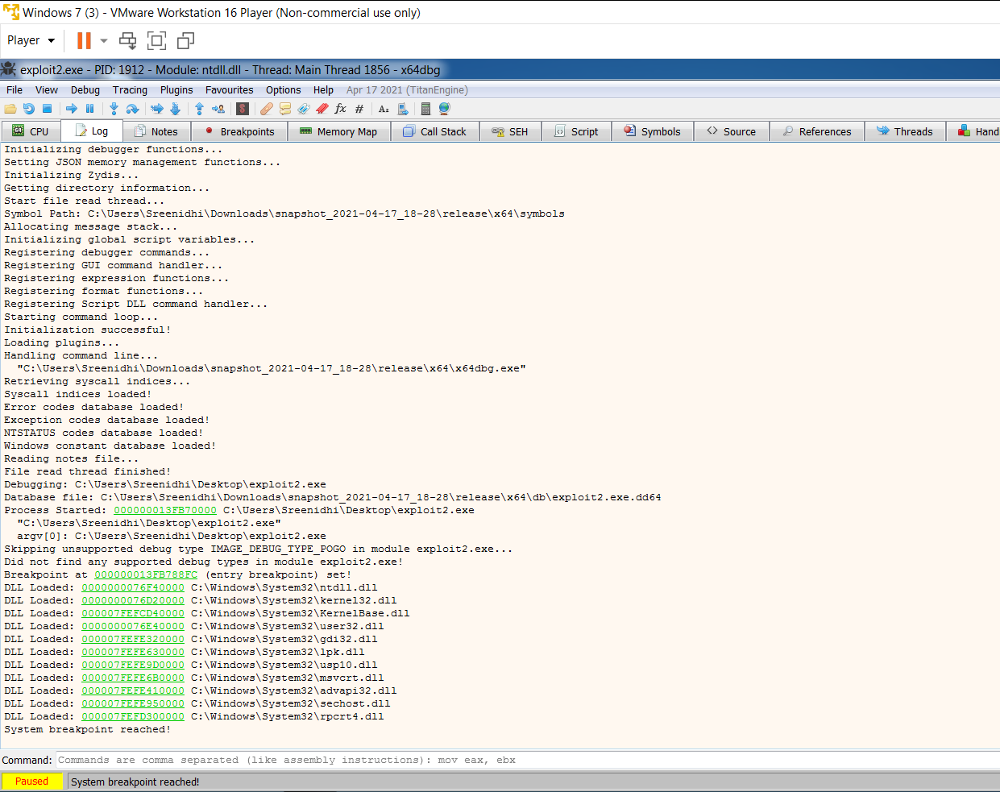 Windows 7 (3) - VMware Workstation 16 Player (Non-commercial use only)
Player
exploit2.exe - PID: 1912 - Module: ntdll.dll - Thread: Main Thread 1856 - x64dbg
File View Debug Tracing Plugins Favourites Options Help Apr 17 2021 (TitanEngine)
CPU Log Notes Breakpoints Memory Map Call Stack SEH Script Symbols Source References Threads Hand
Initializing debugger functions...
Setting JSON memory management functions...
Initializing Zydis...
Getting directory information...
Start file read thread...
Symbol Path: C:\Users\Sreenidhi\Downloads\snapshot_2021-04-17_18-28\release\x64\symbols
Allocating message stack...
Initializing global script variables...
Registering debugger commands...
Registering GUI command handler...
Registering expression functions...
Registering format functions...
Registering Script DLL command handler...
Starting command loop...
Initialization successful!
Loading plugins...
Handling command line...
"C:\Users\Sreenidhi\Downloads\snapshot_2021-04-17_18-28\release\x64\x64dbg.exe"
Retrieving syscall indices...
Syscall indices loaded!
Error codes database loaded!
Exception codes database loaded!
NTSTATUS codes database loaded!
Windows constant database loaded!
Reading notes file...
File read thread finished!
Debugging: C:\Users\Sreenidhi\Desktop\exploit2.exe
Database file: C:\Users\Sreenidhi\Downloads\snapshot_2021-04-17_18-28\release\x64\db\exploit2.exe.dd64
Process Started: 000000013FB70000 C:\Users\Sreenidhi\Desktop\exploit2.exe
"C:\Users\Sreenidhi\Desktop\exploit2.exe"
argv[0]: C:\Users\Sreenidhi\Desktop\exploit2.exe
Skipping unsupported debug type IMAGE_DEBUG_TYPE_POGO in module exploit2.exe...
Did not find any supported debug types in module exploit2.exe!
Breakpoint at 000000013FB788FC (entry breakpoint) set!
DLL Loaded: 0000000076F40000 C:\Windows\System32\ntdll.dll
DLL Loaded: 0000000076D20000 C:\Windows\System32\kernel32.dll
DLL Loaded: 000007FEFCD40000 C:\Windows\System32\KernelBase.dll
DLL Loaded: 0000000076E40000 C:\Windows\System32\user32.dll
DLL Loaded: 000007FEFE320000 C:\Windows\System32\gdi32.dll
DLL Loaded: 000007FEFE630000 C:\Windows\System32\lpk.dll
DLL Loaded: 000007FEFE9D0000 C:\Windows\System32\usp10.dll
DLL Loaded: 000007FEFE6B0000 C:\Windows\System32\msvcrt.dll
DLL Loaded: 000007FEFE410000 C:\Windows\System32\advapi32.dll
DLL Loaded: 000007FEFE950000 C:\Windows\System32\sechost.dll
DLL Loaded: 000007FEFD300000 C:\Windows\System32\rpcrt4.dll
System breakpoint reached!
Command: Commands are comma separated (like assembly instructions): mov eax, ebx
Paused System breakpoint reached!